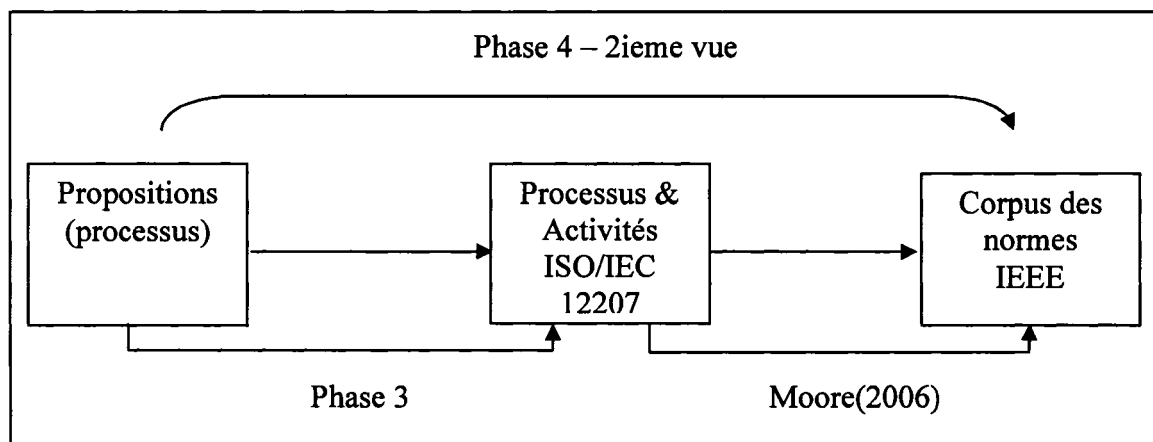 Phase 4 – 2ieme vue
Propositions
(processus)
Processus &
Activités
ISO/IEC
12207
Corpus des
normes
IEEE
Phase 3
Moore(2006)